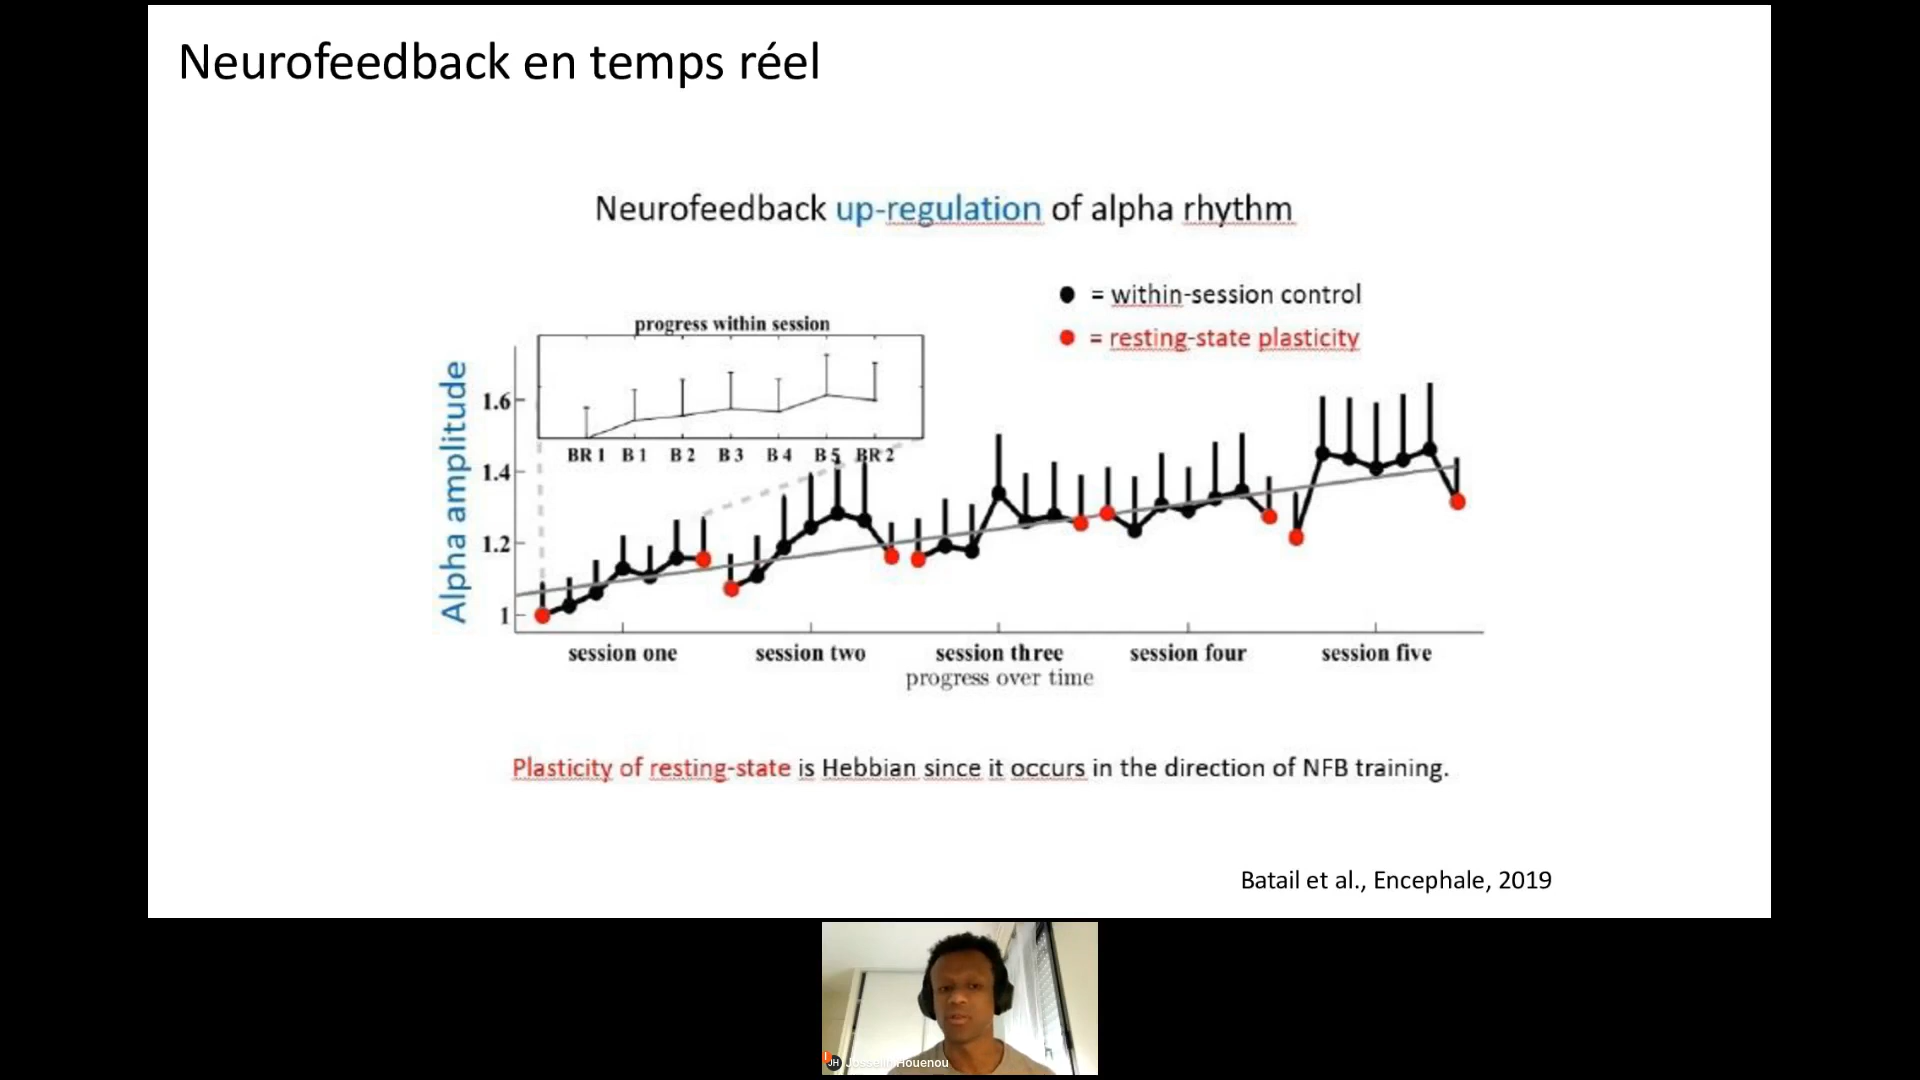 Neurofeedback en temps réel
Neurofeedback up-regulation of alpha rhythm
= within-session control
= resting-state plasticity
progress within session
Alpha amplitude
1.6
1.4
1.2
1
BR 1 B 1 B 2 B 3 B 4 B 5 BR 2
session one session two session three session four session five
progress over time
Plasticity of resting-state is Hebbian since it occurs in the direction of NFB training.
Batail et al., Encephale, 2019
JH Josselin Houenou